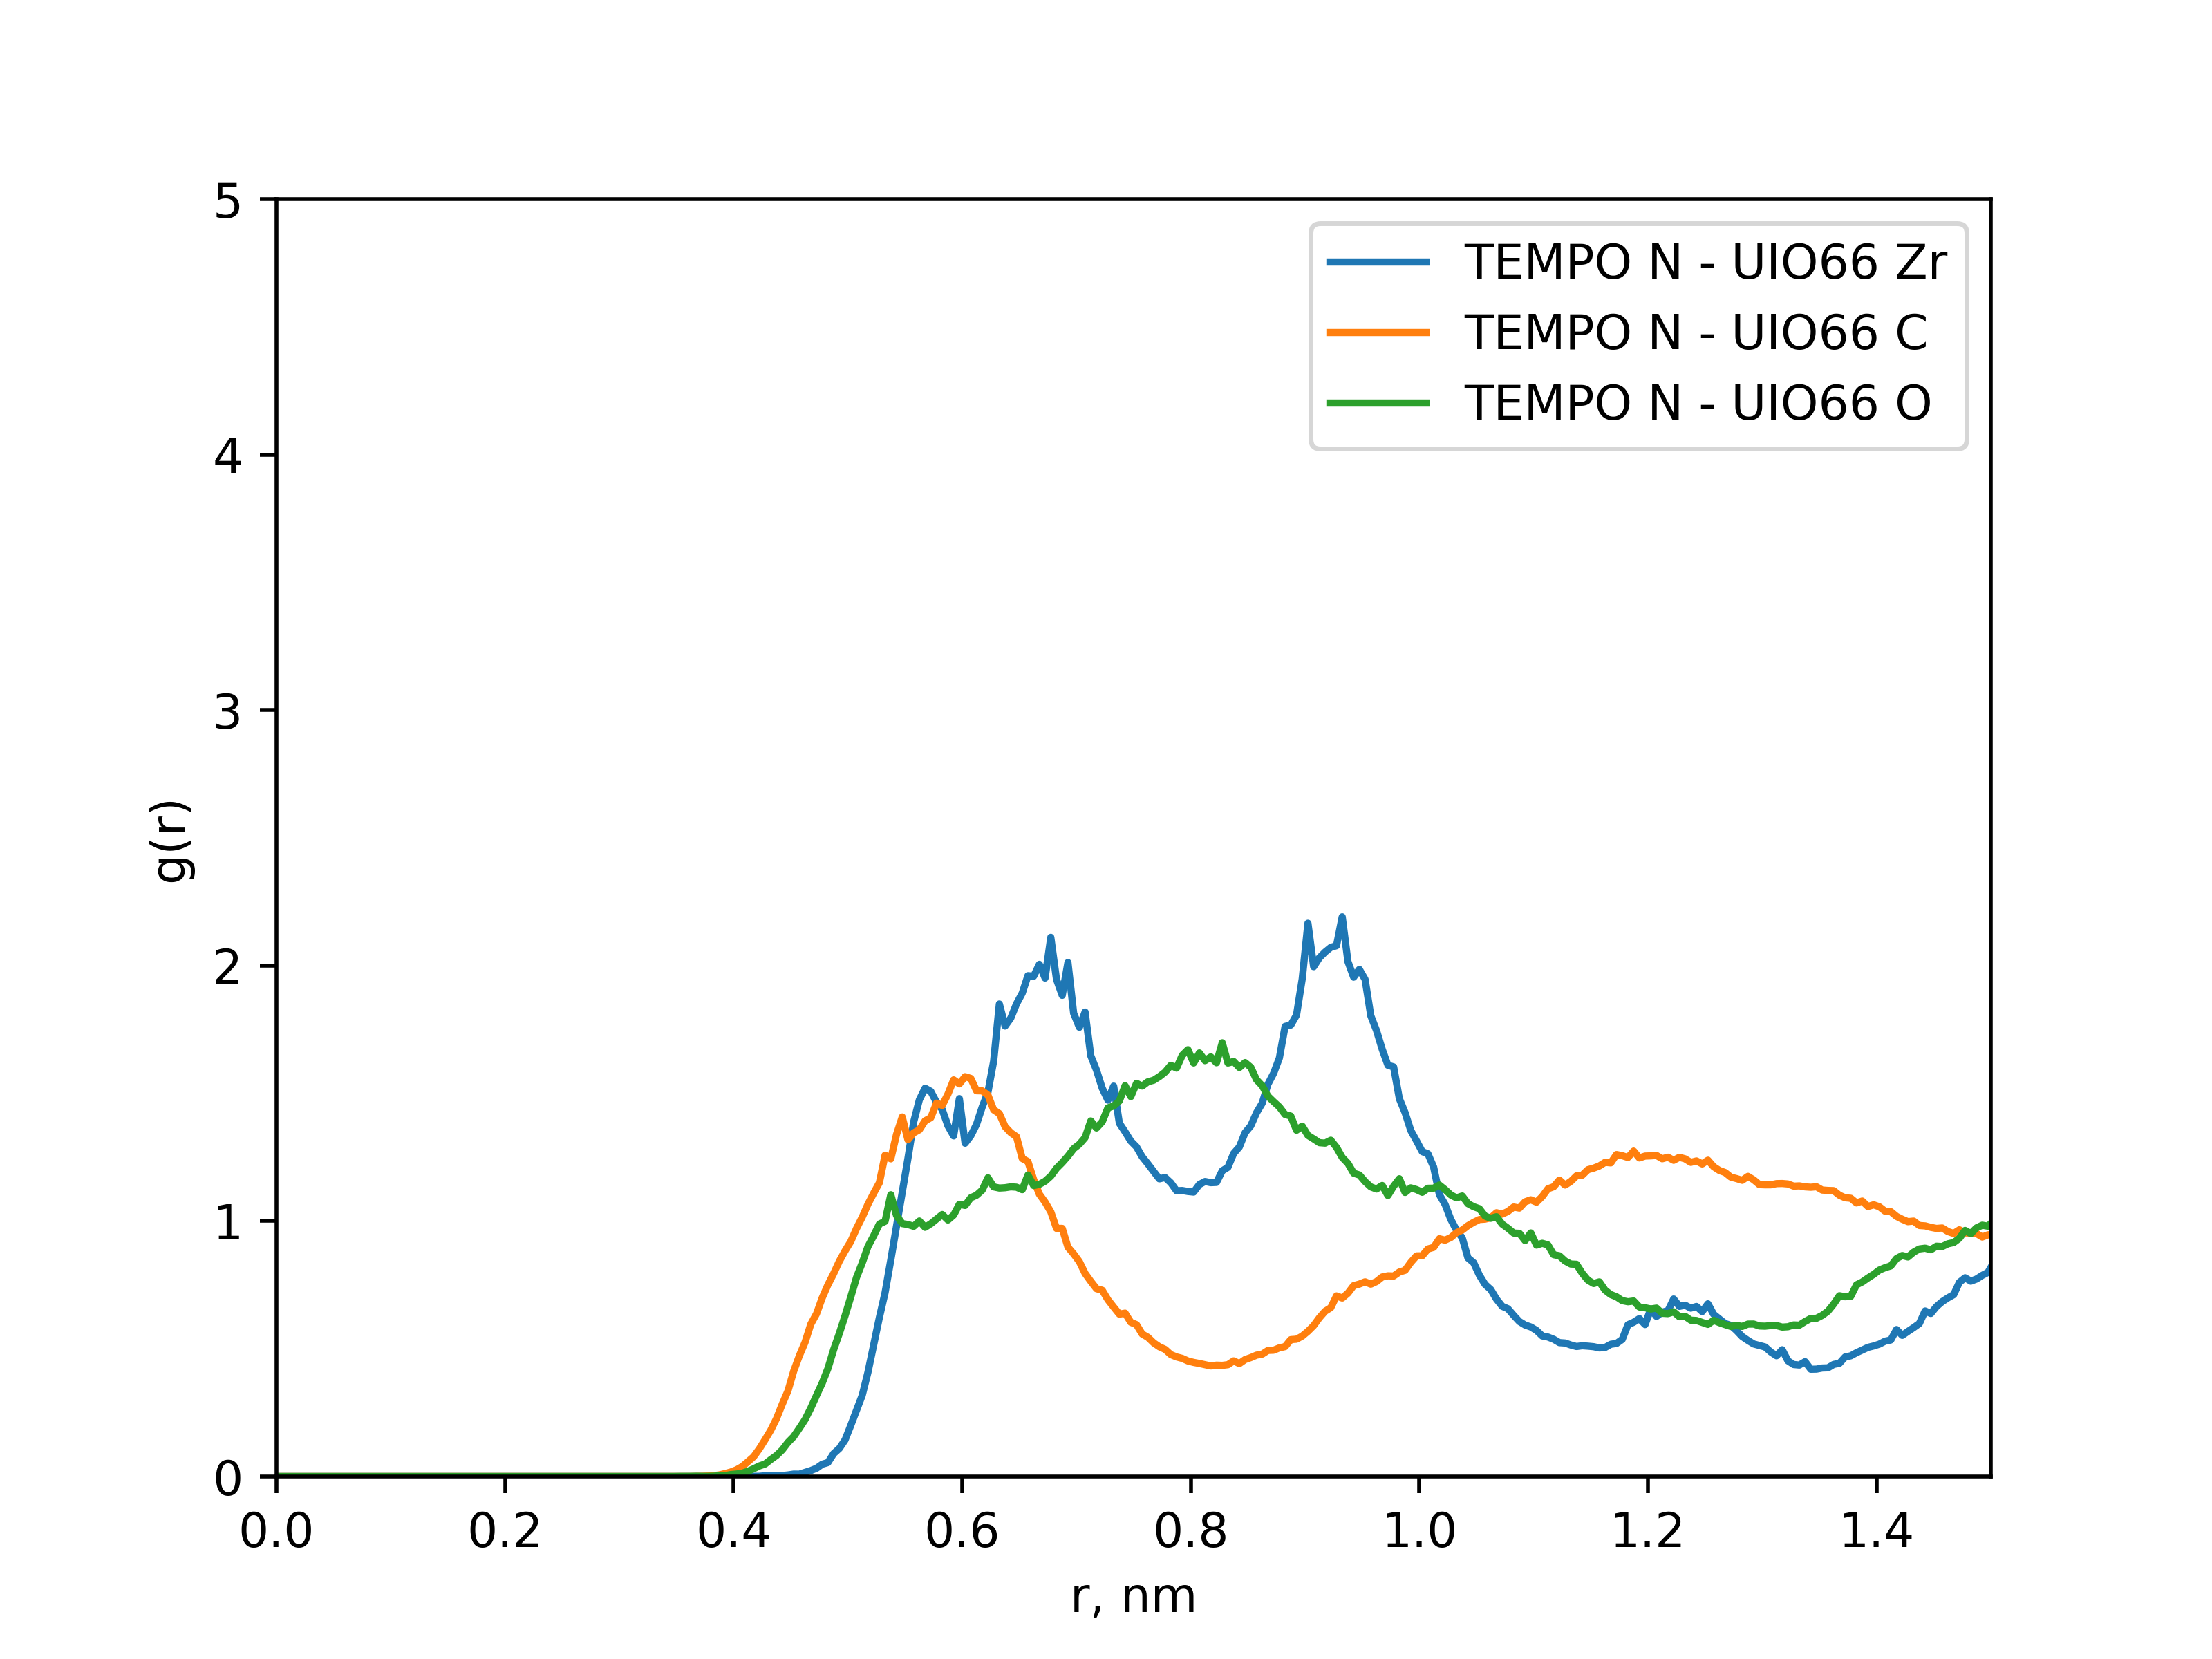 TEMPO N - UIO66 Zr
TEMPO N - UIO66 C
TEMPO N - UIO66 O
5
4
3
2
1
0
g(r)
0.0 0.2 0.4 0.6 0.8 1.0 1.2 1.4
r, nm